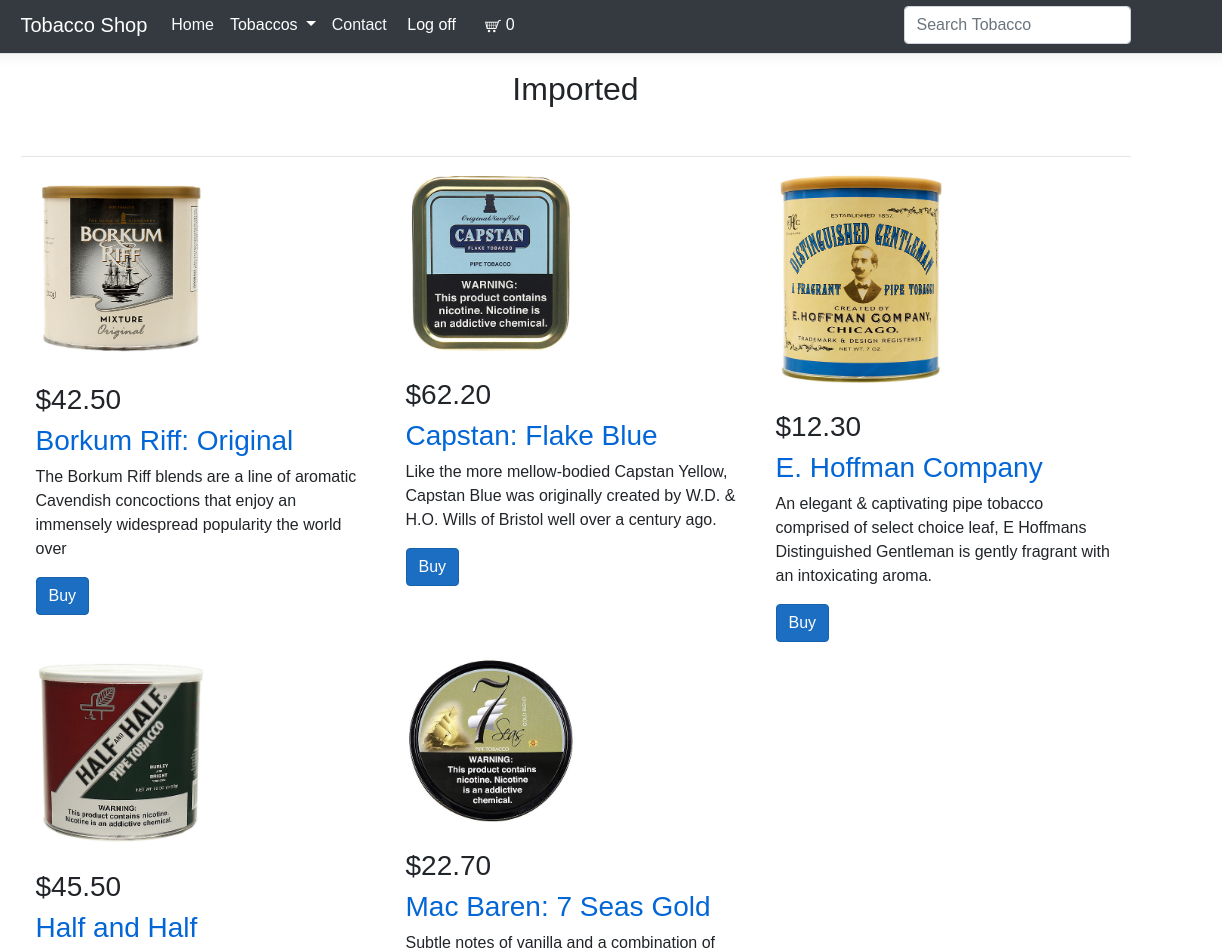 Tobacco Shop Home Tobaccos Contact Log off 0 Search Tobacco
Imported
BORKUM
RIFF
MIXTURE
Original
$42.50
Borkum Riff: Original
The Borkum Riff blends are a line of aromatic
Cavendish concoctions that enjoy an
immensely widespread popularity the world
over
Buy
Original Navy Cut
CAPSTAN
FLAKE TOBACCO
PIPE TOBACCO
WARNING:
This product contains
nicotine. Nicotine is
an addictive chemical.
$62.20
Capstan: Flake Blue
Like the more mellow-bodied Capstan Yellow,
Capstan Blue was originally created by W.D. &
H.O. Wills of Bristol well over a century ago.
Buy
ESTABLISHED 1857
DISTINGUISHED GENTLEMAN
A FRAGRANT PIPE TOBACCO
CREATED BY
E. HOFFMAN COMPANY,
CHICAGO.
TRADEMARK & DESIGN REGISTERED.
NET WT. 7 OZ.
$12.30
E. Hoffman Company
An elegant & captivating pipe tobacco
comprised of select choice leaf, E Hoffmans
Distinguished Gentleman is gently fragrant with
an intoxicating aroma.
Buy
HALF AND HALF
PIPE TOBACCO
BURLEY
AND
BRIGHT
WARNING:
This product contains nicotine.
Nicotine is an addictive chemical.
$45.50
Half and Half
7
Seas
GOLD BLEND
PIPE TOBACCO
WARNING:
This product contains
nicotine. Nicotine
is an addictive
chemical.
$22.70
Mac Baren: 7 Seas Gold
Subtle notes of vanilla and a combination of